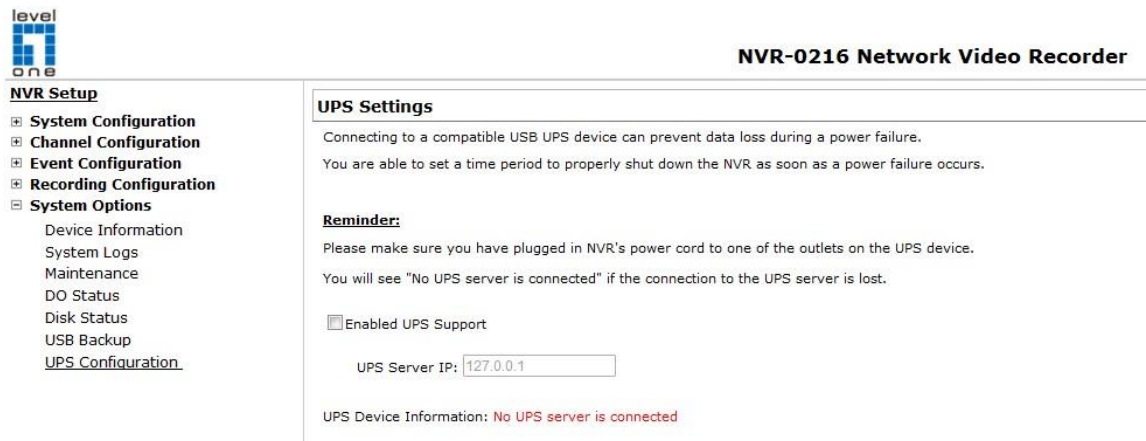 level
one
NVR-0216 Network Video Recorder
NVR Setup
System Configuration
Channel Configuration
Event Configuration
Recording Configuration
System Options
Device Information
System Logs
Maintenance
DO Status
Disk Status
USB Backup
UPS Configuration
UPS Settings
Connecting to a compatible USB UPS device can prevent data loss during a power failure.
You are able to set a time period to properly shut down the NVR as soon as a power failure occurs.
Reminder:
Please make sure you have plugged in NVR's power cord to one of the outlets on the UPS device.
You will see "No UPS server is connected" if the connection to the UPS server is lost.
Enabled UPS Support
UPS Server IP: 127.0.0.1
UPS Device Information: No UPS server is connected